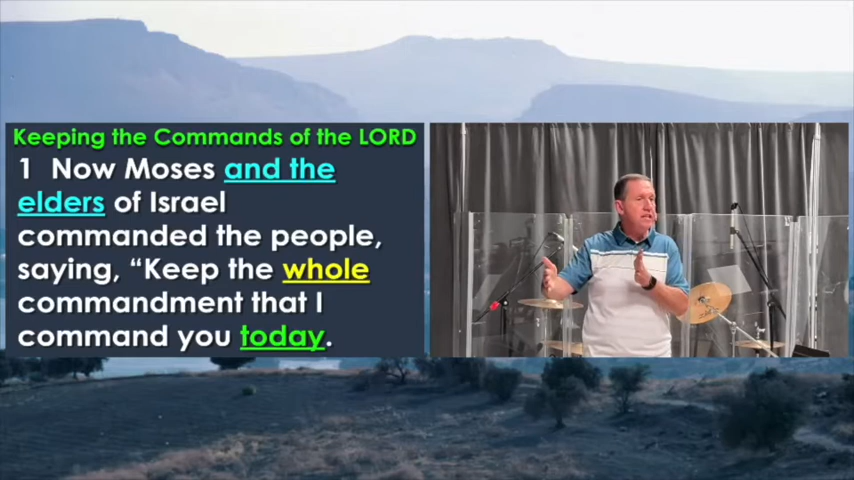 Keeping the Commands of the LORD
1 Now Moses and the
elders of Israel
commanded the people,
saying, “Keep the whole
commandment that I
command you today.